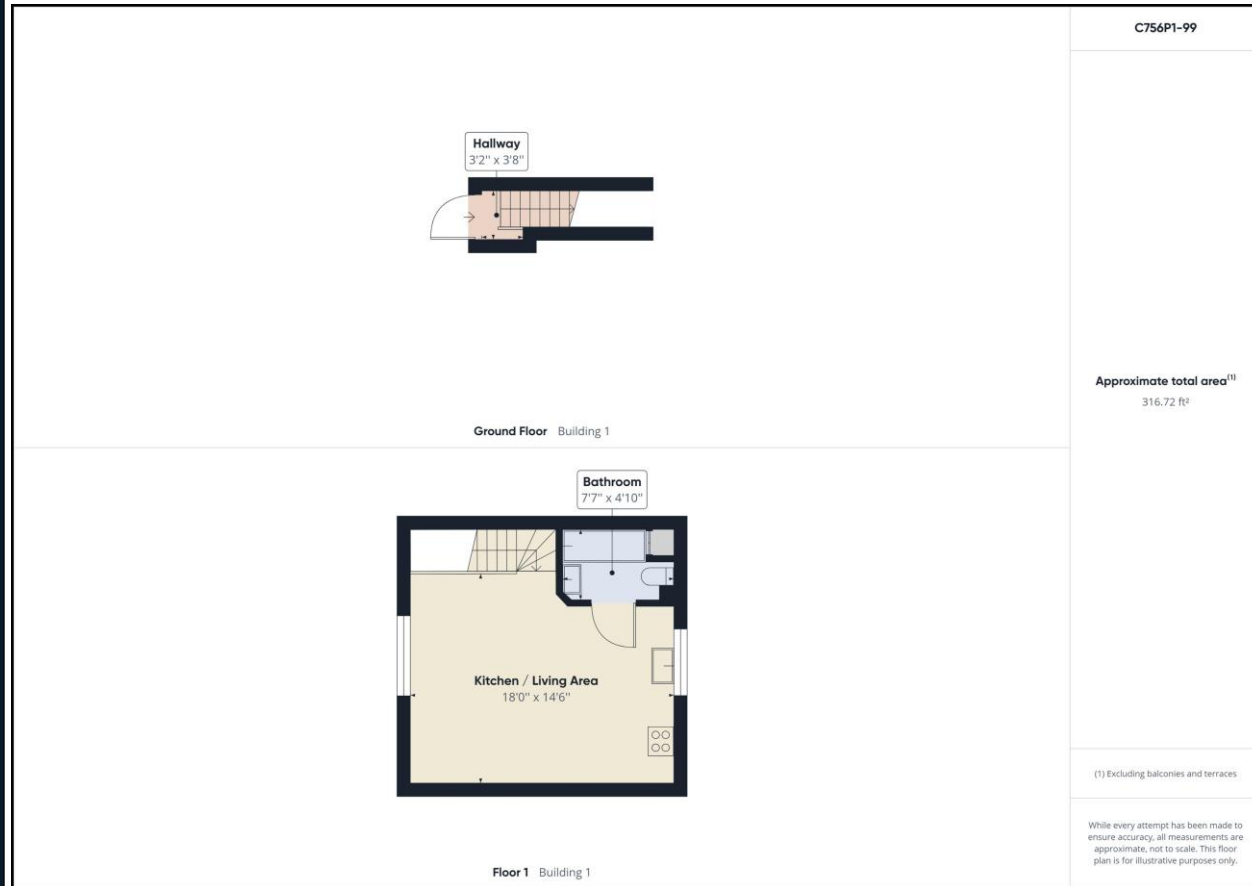 C756P1-99
Hallway
3'2" x 3'8"
Ground Floor Building 1
Approximate total area(1)
316.72 ft²
Bathroom
7'7" x 4'10"
Kitchen / Living Area
18'0" x 14'6"
Floor 1 Building 1
(1) Excluding balconies and terraces
While every attempt has been made to
ensure accuracy, all measurements are
approximate, not to scale. This floor
plan is for illustrative purposes only.